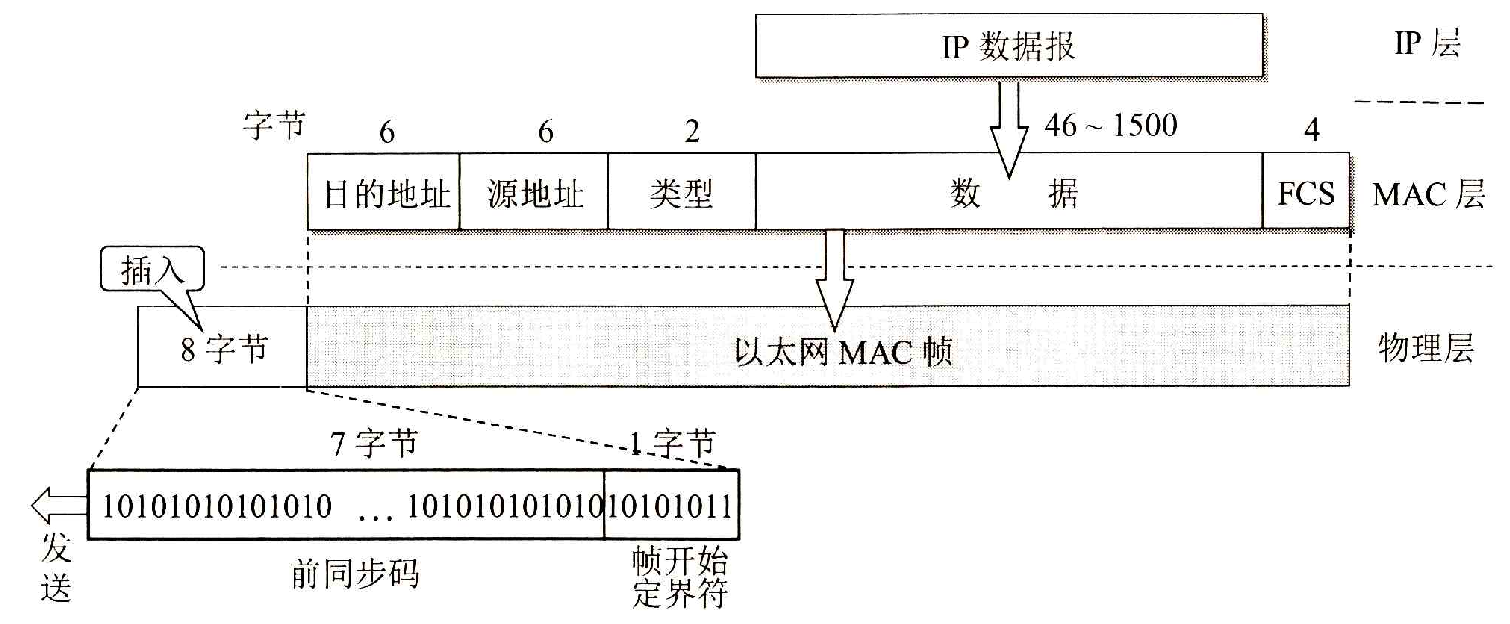 IP 数据报
IP 层
字节 6 6 2 46 ~ 1500 4
目的地址 源地址 类型 数 据 FCS MAC 层
插入
8 字节 以太网 MAC 帧 物理层
7 字节 1 字节
10101010101010 … 101010101010 10101011
发送
前同步码
帧开始
定界符